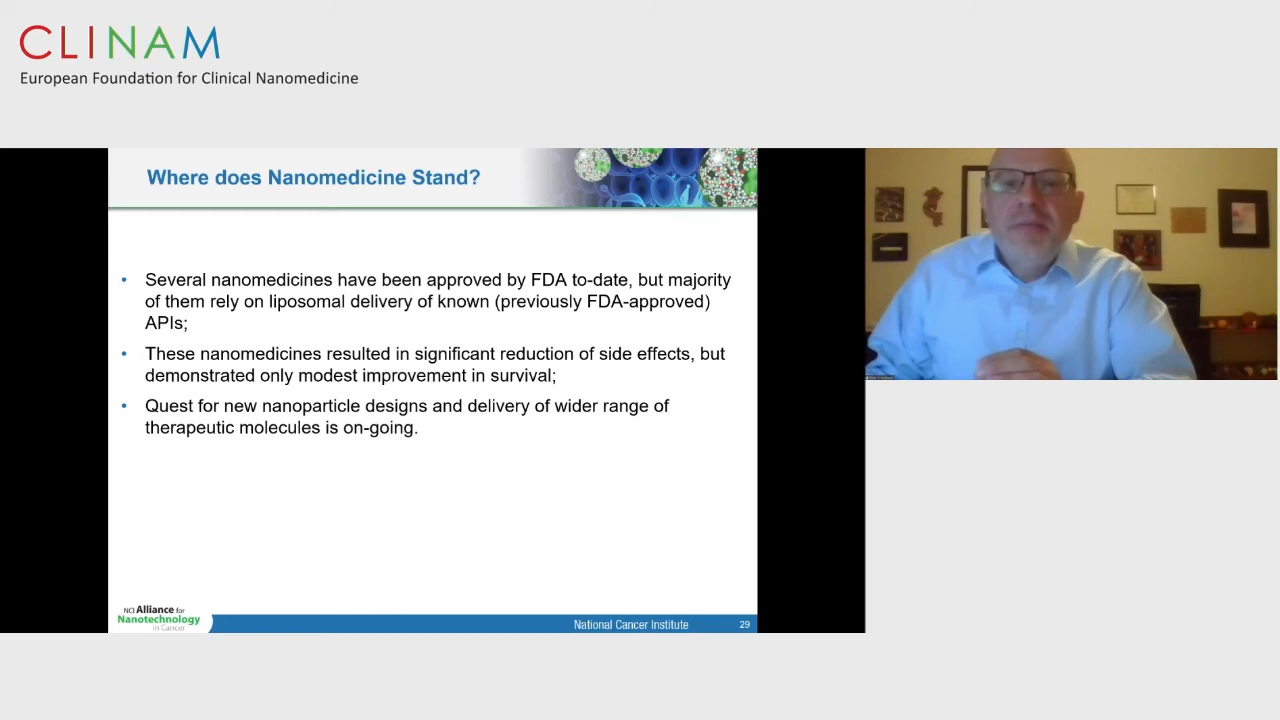 CLINAM
European Foundation for Clinical Nanomedicine
Where does Nanomedicine Stand?
• Several nanomedicines have been approved by FDA to-date, but majority
of them rely on liposomal delivery of known (previously FDA-approved)
APIs;
• These nanomedicines resulted in significant reduction of side effects, but
demonstrated only modest improvement in survival;
• Quest for new nanoparticle designs and delivery of wider range of
therapeutic molecules is on-going.
NCI Alliance for
Nanotechnology
in Cancer
National Cancer Institute
29